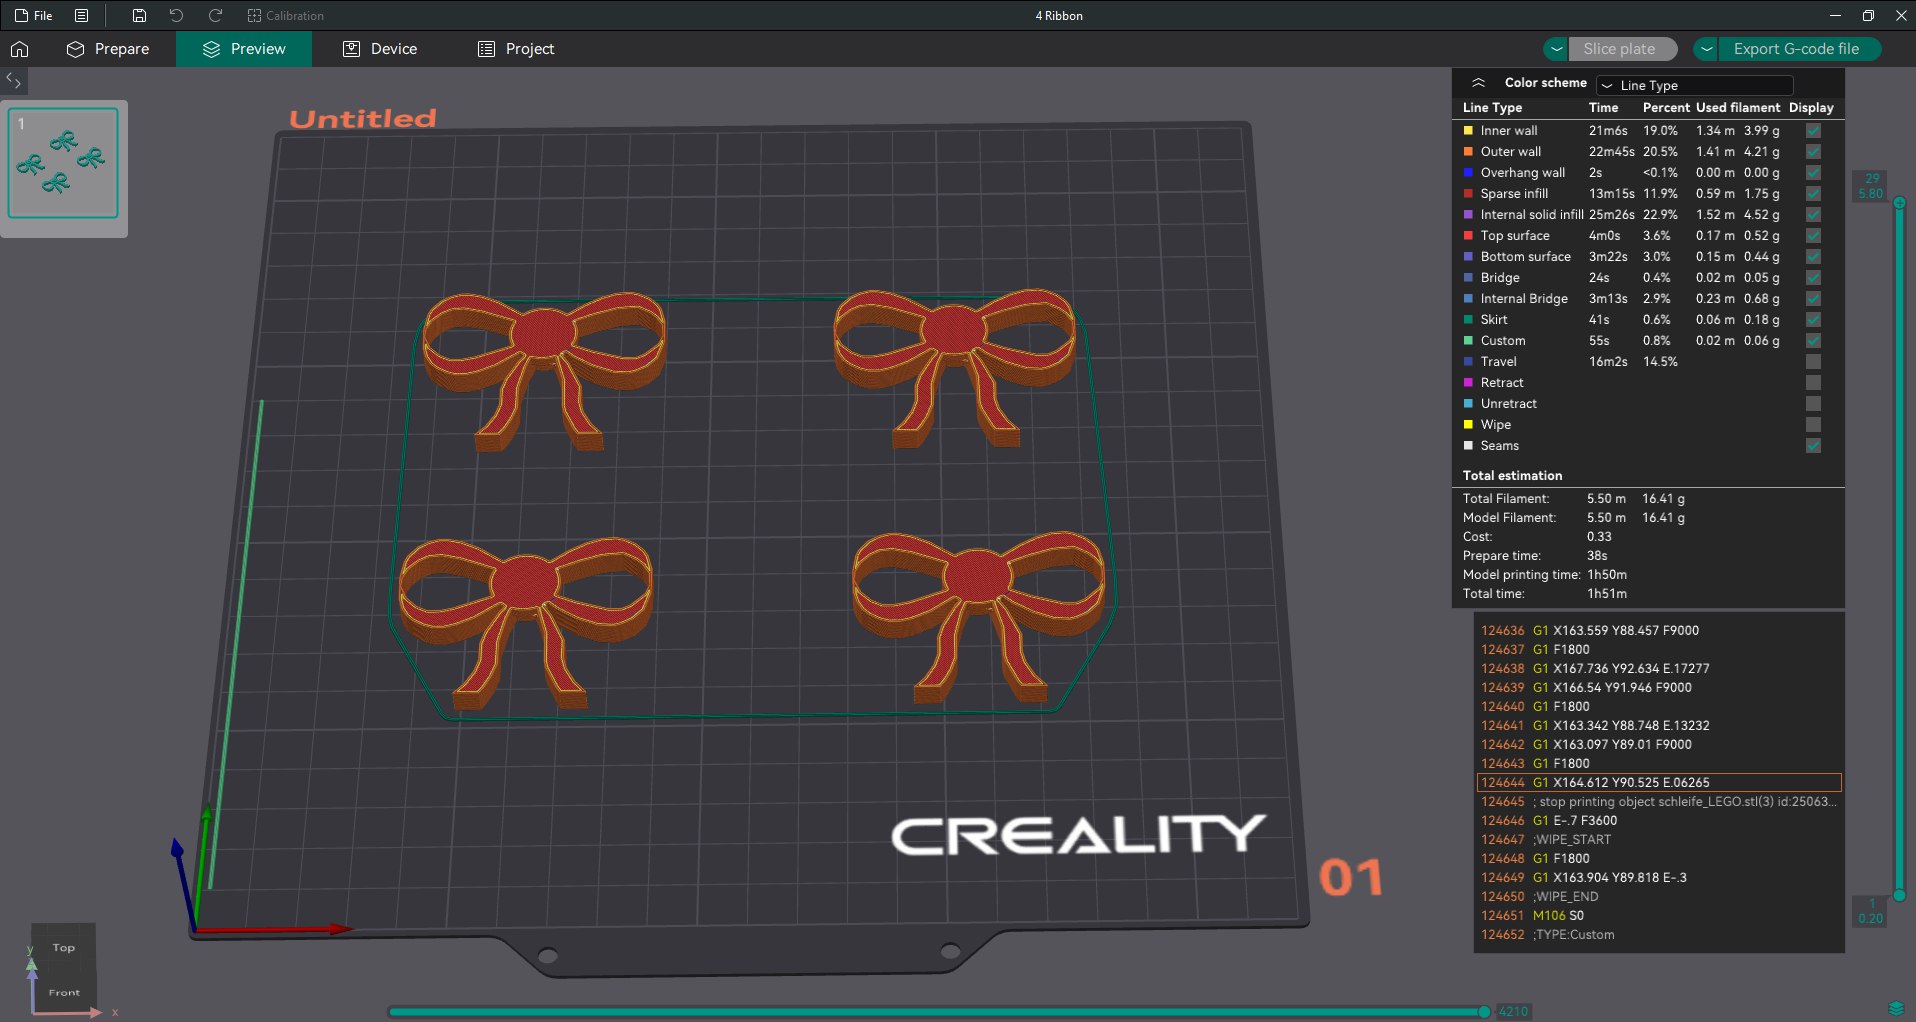 File
Calibration
4 Ribbon
Prepare
Preview
Device
Project
Slice plate
Export G-code file
1
Untitled
CREALITY
01
Color scheme
Line Type
Line Type Time Percent Used filament Display
Inner wall 21m6s 19.0% 1.34 m 3.99 g
Outer wall 22m45s 20.5% 1.41 m 4.21 g
Overhang wall 2s <0.1% 0.00 m 0.00 g
Sparse infill 13m15s 11.9% 0.59 m 1.75 g
Internal solid infill 25m26s 22.9% 1.52 m 4.52 g
Top surface 4m0s 3.6% 0.17 m 0.52 g
Bottom surface 3m22s 3.0% 0.15 m 0.44 g
Bridge 24s 0.4% 0.02 m 0.05 g
Internal Bridge 3m13s 2.9% 0.23 m 0.68 g
Skirt 41s 0.6% 0.06 m 0.18 g
Custom 55s 0.8% 0.02 m 0.06 g
Travel 16m2s 14.5%
Retract
Unretract
Wipe
Seams
Total estimation
Total Filament: 5.50 m 16.41 g
Model Filament: 5.50 m 16.41 g
Cost: 0.33
Prepare time: 38s
Model printing time: 1h50m
Total time: 1h51m
124636 G1 X163.559 Y88.457 F9000
124637 G1 F1800
124638 G1 X167.736 Y92.634 E.17277
124639 G1 X166.54 Y91.946 F9000
124640 G1 F1800
124641 G1 X163.342 Y88.748 E.13232
124642 G1 X163.097 Y89.01 F9000
124643 G1 F1800
124644 G1 X164.612 Y90.525 E.06265
124645 ; stop printing object schleife_LEGO.stl(3) id:25063...
124646 G1 E-.7 F3600
124647 ;WIPE_START
124648 G1 F1800
124649 G1 X163.904 Y89.818 E-.3
124650 ;WIPE_END
124651 M106 S0
124652 ;TYPE:Custom
29
5.80
1
0.20
4210
Top
Front
y
x